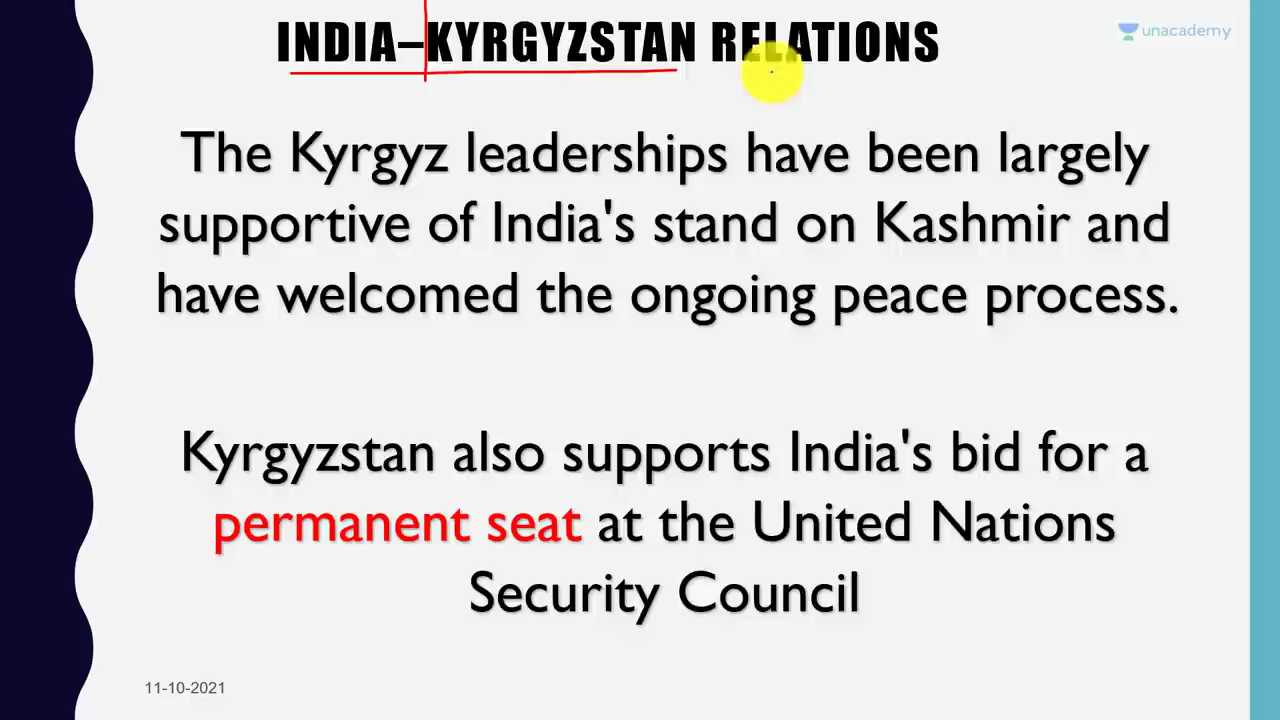 INDIA–KYRGYZSTAN RELATIONS
unacademy
The Kyrgyz leaderships have been largely
supportive of India's stand on Kashmir and
have welcomed the ongoing peace process.
Kyrgyzstan also supports India's bid for a
permanent seat at the United Nations
Security Council
11-10-2021